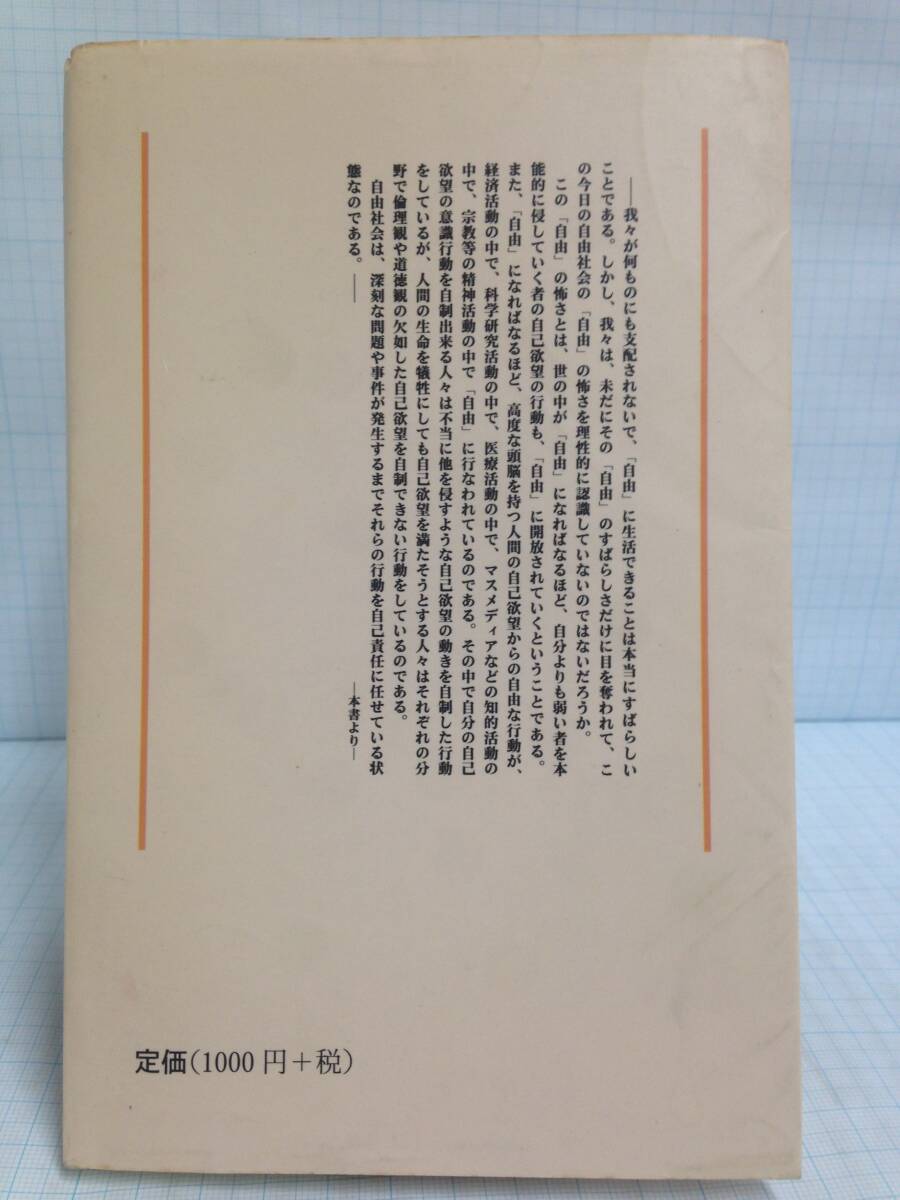 ――我々が何ものにも支配されないで、「自由」に生活できることは本当にすばらしい
ことである。しかし、我々は、未だにその「自由」のすばらしさだけに目を奪われて、こ
の今日の自由社会の「自由」の怖さを理性的に認識していないのではないだろうか。
この「自由」の怖さとは、世の中が「自由」になればなるほど、自分よりも弱い者を本
能的に侵していく者の自己欲望の行動も、「自由」に開放されていくということである。
また、「自由」になればなるほど、高度な頭脳を持つ人間の自己欲望からの自由な行動が、
経済活動の中で、科学研究活動の中で、医療活動の中で、マスメディアなどの知的活動の
中で、宗教等の精神活動の中で「自由」に行なわれているのである。その中で自分の自己
欲望の意識行動を自制出来る人々は不当に他を侵すような自己欲望の動きを自制した行動
をしているが、人間の生命を犠牲にしても自己欲望を満たそうとする人々はそれぞれの分
野で倫理観や道徳観の欠如した自己欲望を自制できない行動をしているのである。
自由社会は、深刻な問題や事件が発生するまでそれらの行動を自己責任に任せている状
態なのである。――
―本書より―
定価(1000円+税)